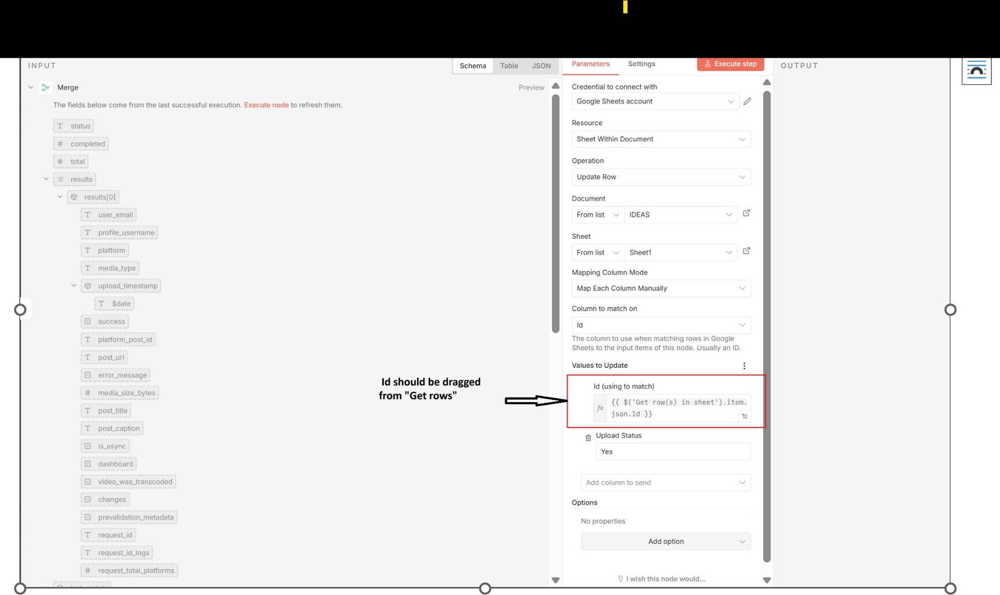 INPUT
Schema Table JSON
Merge
Preview
The fields below come from the last successful execution. Execute node to refresh them.
T status
# completed
# total
results
results[0]
T user_email
T profile_username
T platform
T media_type
upload_timestamp
T $date
success
T platform_post_id
T post_url
error_message
# media_size_bytes
T post_title
T post_caption
is_async
dashboard
video_was_transcoded
changes
prevalidation_metadata
T request_id
T request_id_logs
# request_total_platforms
Id should be dragged
from "Get rows"
Parameters Settings Execute step
Credential to connect with
Google Sheets account
Resource
Sheet Within Document
Operation
Update Row
Document
From list IDEAS
Sheet
From list Sheet1
Mapping Column Mode
Map Each Column Manually
Column to match on
Id
The column to use when matching rows in Google
Sheets to the input items of this node. Usually an ID.
Values to Update
Id (using to match)
fx {{ $('Get row(s) in sheet').item.
json.Id }}
Upload Status
Yes
Add column to send
Options
No properties
Add option
I wish this node would...
OUTPUT